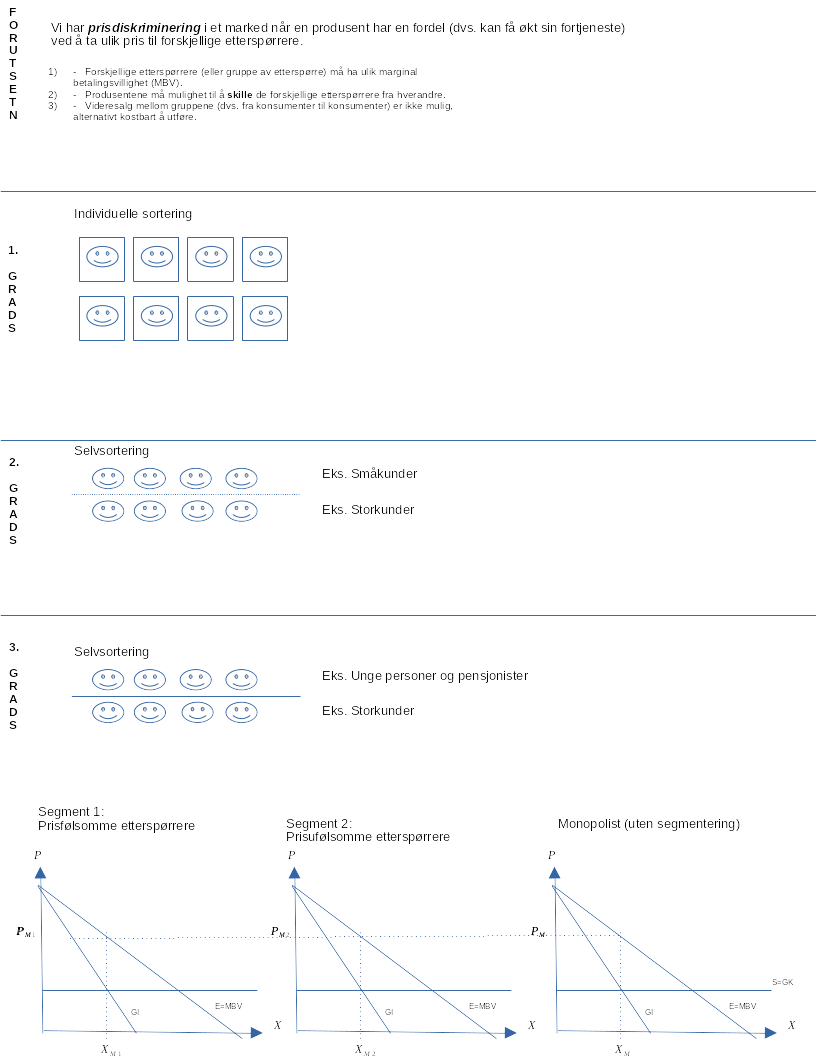 F
O
R
U
T
S
E
T
N
Vi har prisdiskriminering i et marked når en produsent har en fordel (dvs. kan få økt sin fortjeneste)
ved å ta ulik pris til forskjellige etterspørrere.
1) - Forskjellige etterspørrere (eller gruppe av etterspørre) må ha ulik marginal
betalingsvillighet (MBV).
2) - Produsentene må mulighet til å skille de forskjellige etterspørrere fra hverandre.
3) - Videresalg mellom gruppene (dvs. fra konsumenter til konsumenter) er ikke mulig,
alternativt kostbart å utføre.
Individuelle sortering
1.
G
R
A
D
S
Selvsortering
2.
G
R
A
D
S
Eks. Småkunder
Eks. Storkunder
3.
G
R
A
D
S
Selvsortering
Eks. Unge personer og pensjonister
Eks. Storkunder
Segment 1:
Prisfølsomme etterspørrere
Segment 2:
Prisufølsomme etterspørrere
Monopolist (uten segmentering)
P
P
P
P M 1
P M 2
P M
S=GK
E=MBV
E=MBV
E=MBV
GI
GI
GI
X
X
X
X M 1
X M 2
X M